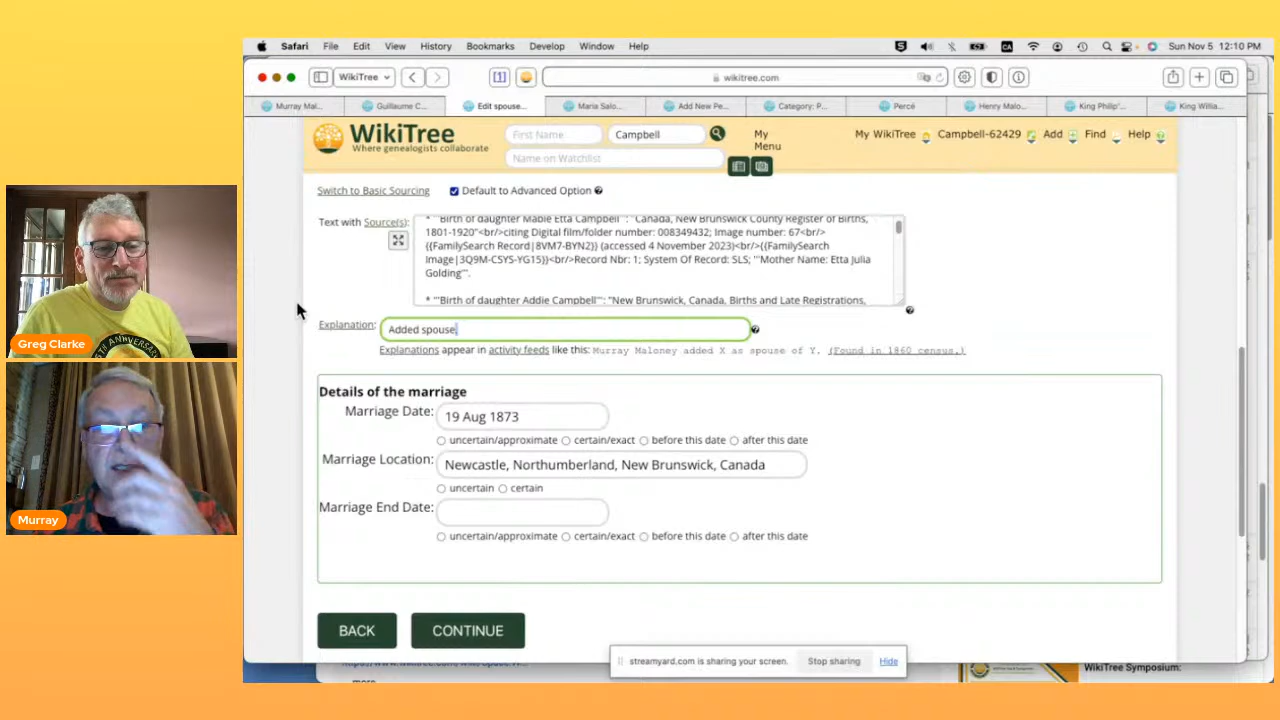 Safari File Edit View History Bookmarks Develop Window Help Sun Nov 5 12:10 PM
WikiTree wikitree.com
Murray Mal... Guillaume C... Edit spouse... Maria Salo... Add New Pe... Category: P... Percé Henry Malo... King Philip'... King Willia...
WikiTree
Where genealogists collaborate
First Name Campbell
Name on Watchlist
My Menu
My WikiTree Campbell-62429 Add Find Help
Switch to Basic Sourcing Default to Advanced Option
Text with Source(s):
* '''Birth of daughter Mable Etta Campbell''': "Canada, New Brunswick County Register of Births,
1801-1920"<br/>citing Digital film/folder number: 008349432; Image number: 67<br/>
{{FamilySearch Record|8VM7-BYN2}} (accessed 4 November 2023)<br/>{{FamilySearch
Image|3Q9M-CSYS-YG15}}<br/>Record Nbr: 1; System Of Record: SLS; '''Mother Name: Etta Julia
Golding'''.
* '''Birth of daughter Addie Campbell''': "New Brunswick, Canada, Births and Late Registrations,
Explanation: Added spouse
Explanations appear in activity feeds like this: Murray Maloney added X as spouse of Y. (Found in 1860 census.)
Details of the marriage
Marriage Date: 19 Aug 1873
uncertain/approximate certain/exact before this date after this date
Marriage Location: Newcastle, Northumberland, New Brunswick, Canada
uncertain certain
Marriage End Date:
uncertain/approximate certain/exact before this date after this date
BACK CONTINUE
streamyard.com is sharing your screen. Stop sharing Hide
more
WikiTree Symposium:
Greg Clarke
Murray